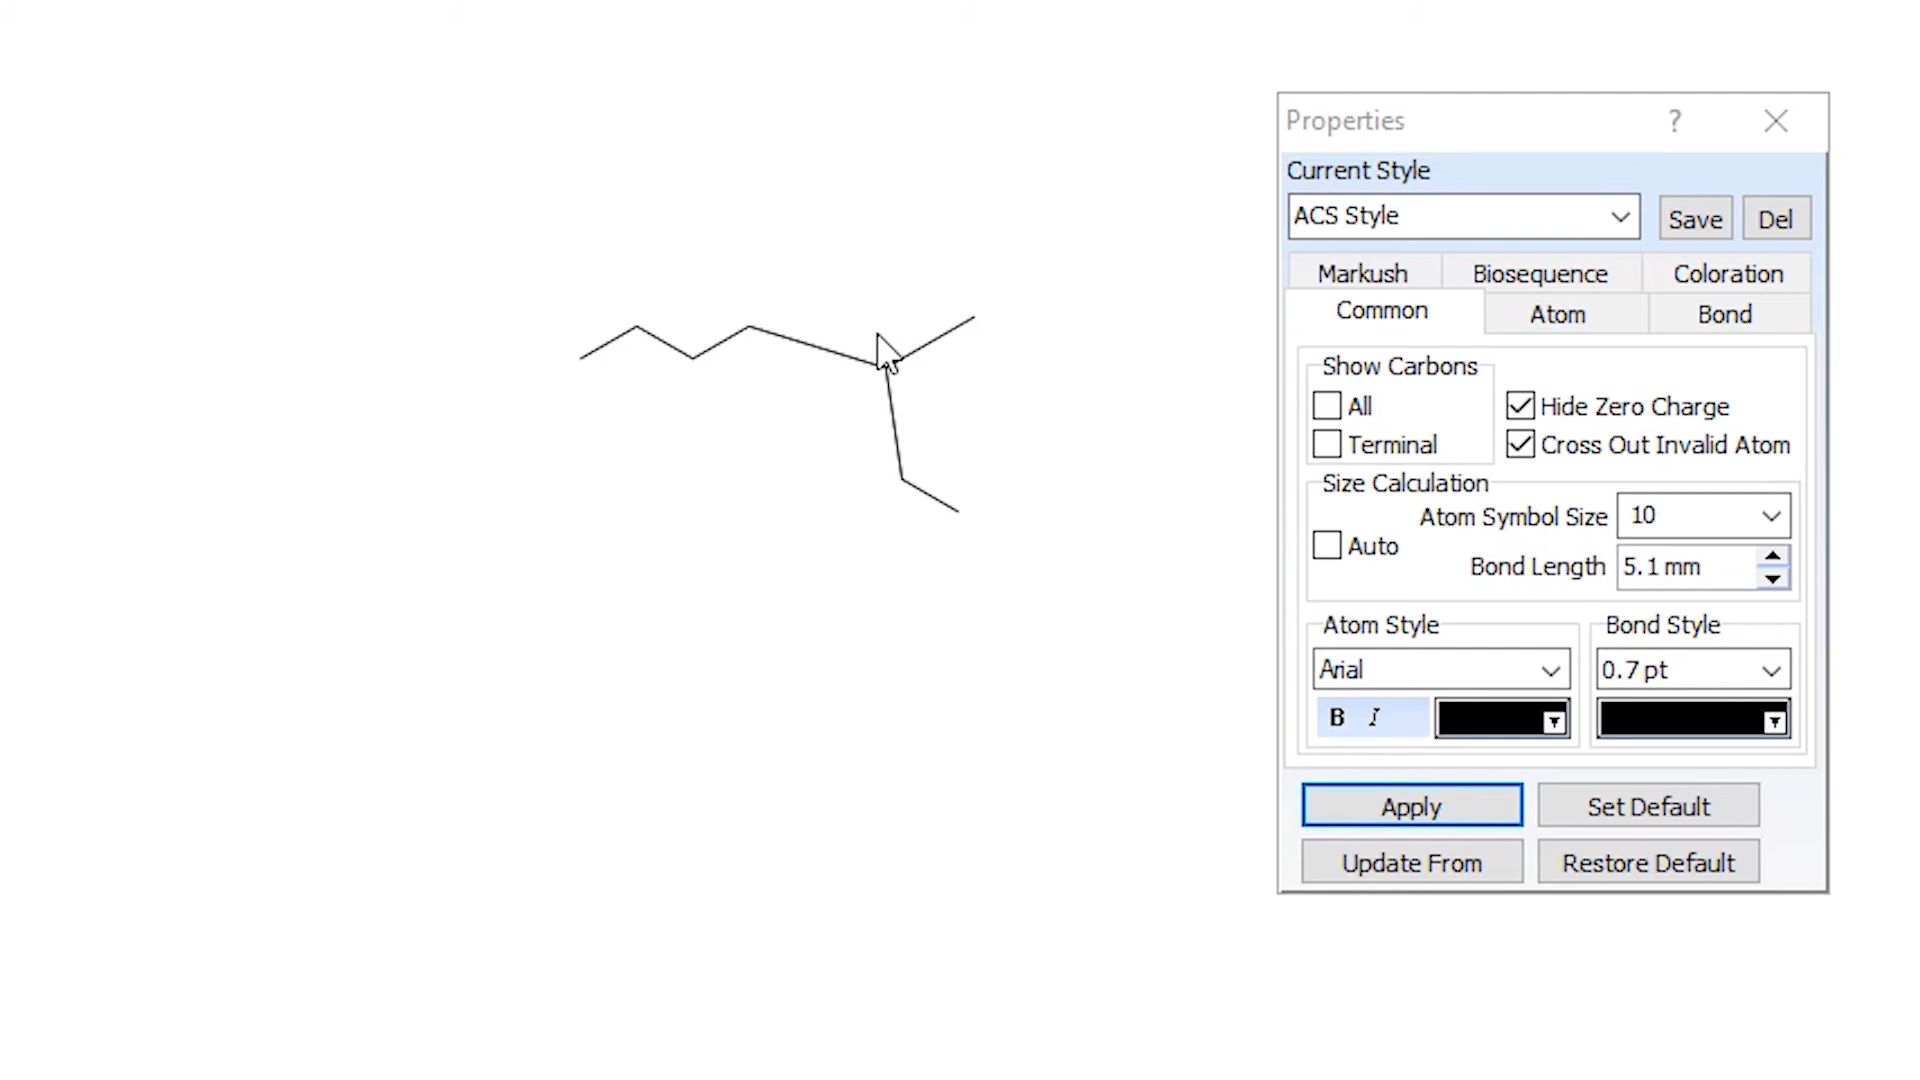 Properties ?
Current Style
ACS Style Save Del
Markush Biosequence Coloration
Common Atom Bond
Show Carbons
All Hide Zero Charge
Terminal Cross Out Invalid Atom
Size Calculation
Atom Symbol Size 10
Auto
Bond Length 5.1 mm
Atom Style Bond Style
Arial 0.7 pt
B I
Apply Set Default
Update From Restore Default